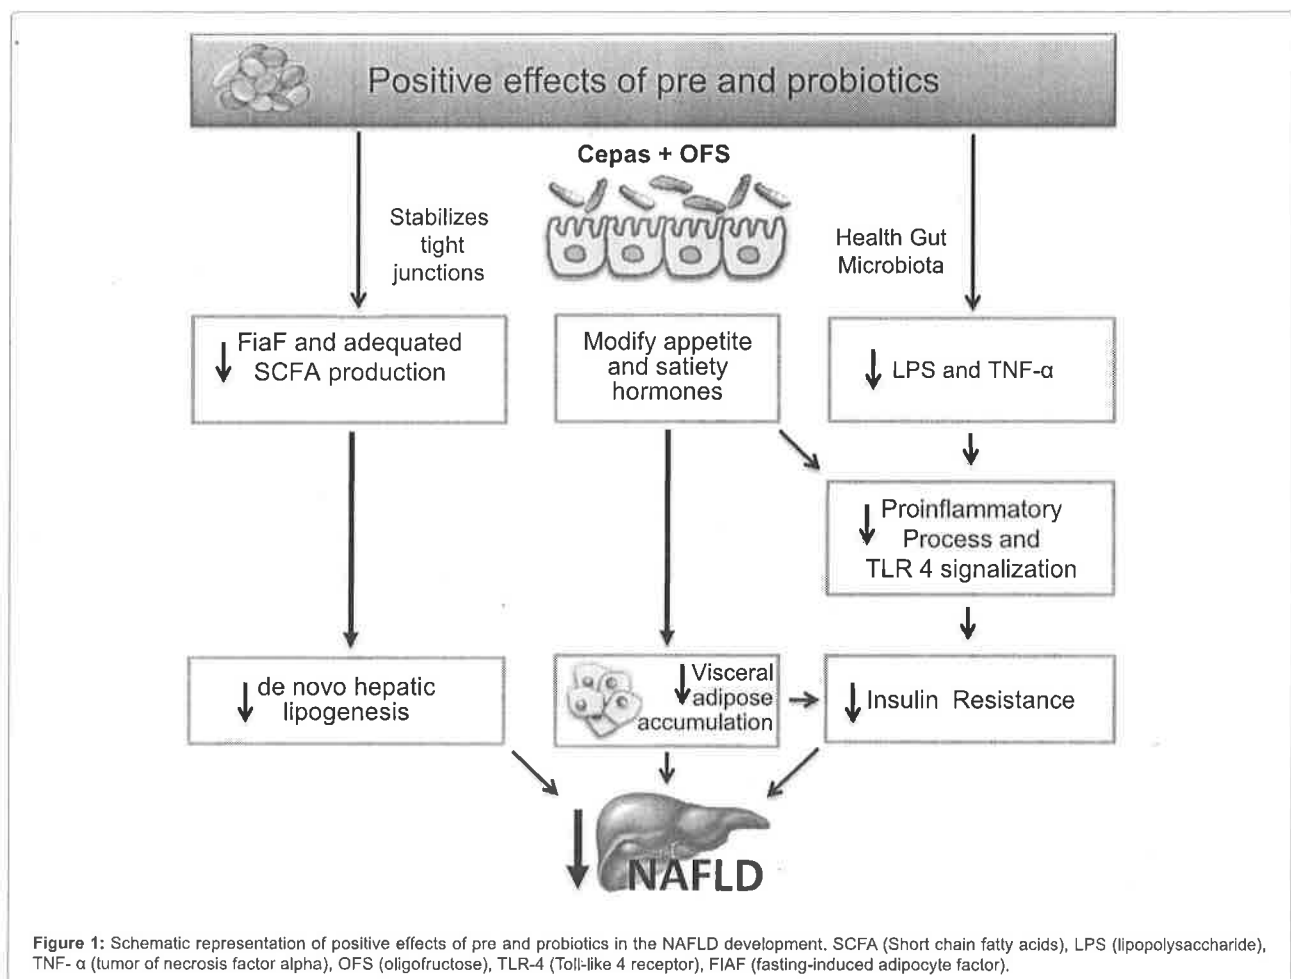 Positive effects of pre and probiotics
Cepas + OFS
Stabilizes
tight
junctions
Health Gut
Microbiota
FiaF and adequated
SCFA production
Modify appetite
and satiety
hormones
LPS and TNF-α
Proinflammatory
Process and
TLR 4 signalization
de novo hepatic
lipogenesis
Visceral
adipose
accumulation
Insulin Resistance
NAFLD
Figure 1: Schematic representation of positive effects of pre and probiotics in the NAFLD development. SCFA (Short chain fatty acids), LPS (lipopolysaccharide),
TNF- α (tumor of necrosis factor alpha), OFS (oligofructose), TLR-4 (Toll-like 4 receptor), FIAF (fasting-induced adipocyte factor).